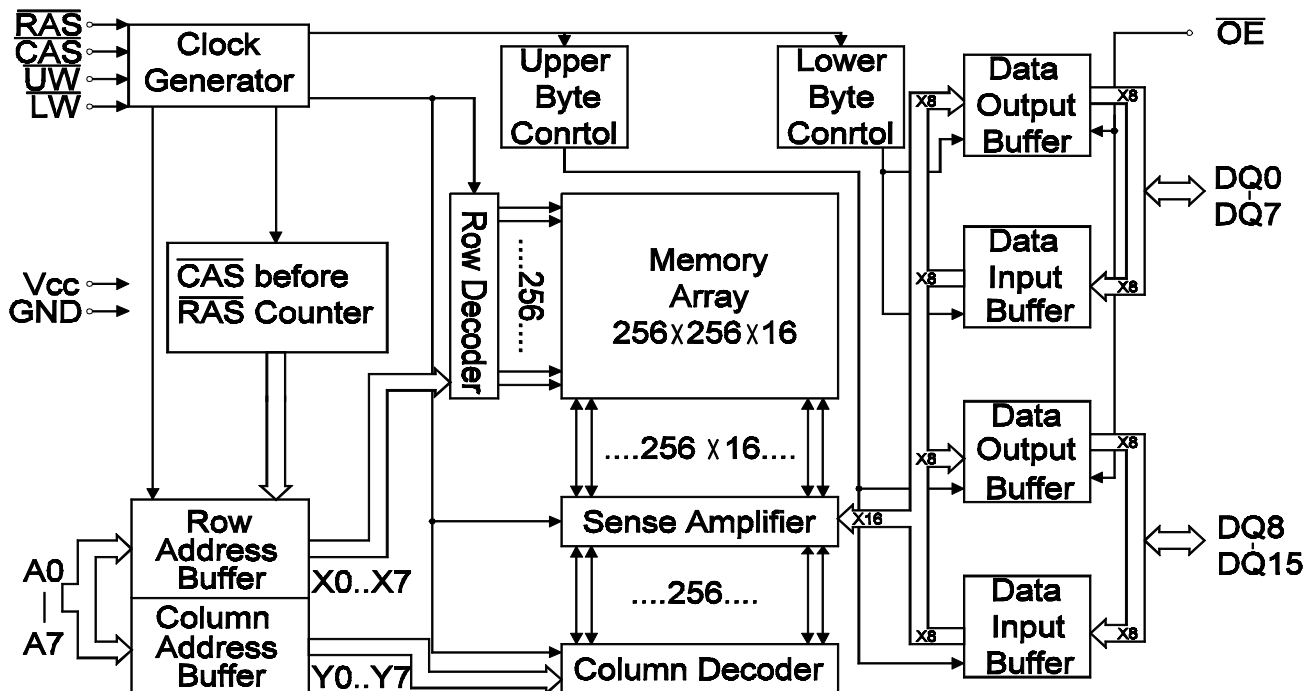 RAS
CAS
UW
LW
Clock
Generator
Upper
Byte
Conrtol
Lower
Byte
Conrtol
Data
Output
Buffer
OE
X8
X8
DQ0
-
DQ7
Vcc
GND
CAS before
RAS Counter
Row Decoder
....256....
Memory
Array
256X256X16
Data
Input
Buffer
X8
X8
....256 X16....
Data
Output
Buffer
X8
X8
Sense Amplifier
X16
DQ8
-
DQ15
A0
|
A7
Row
Address
Buffer
X0..X7
Column
Address
Buffer
Y0..Y7
....256....
Column Decoder
Data
Input
Buffer
X8
X8